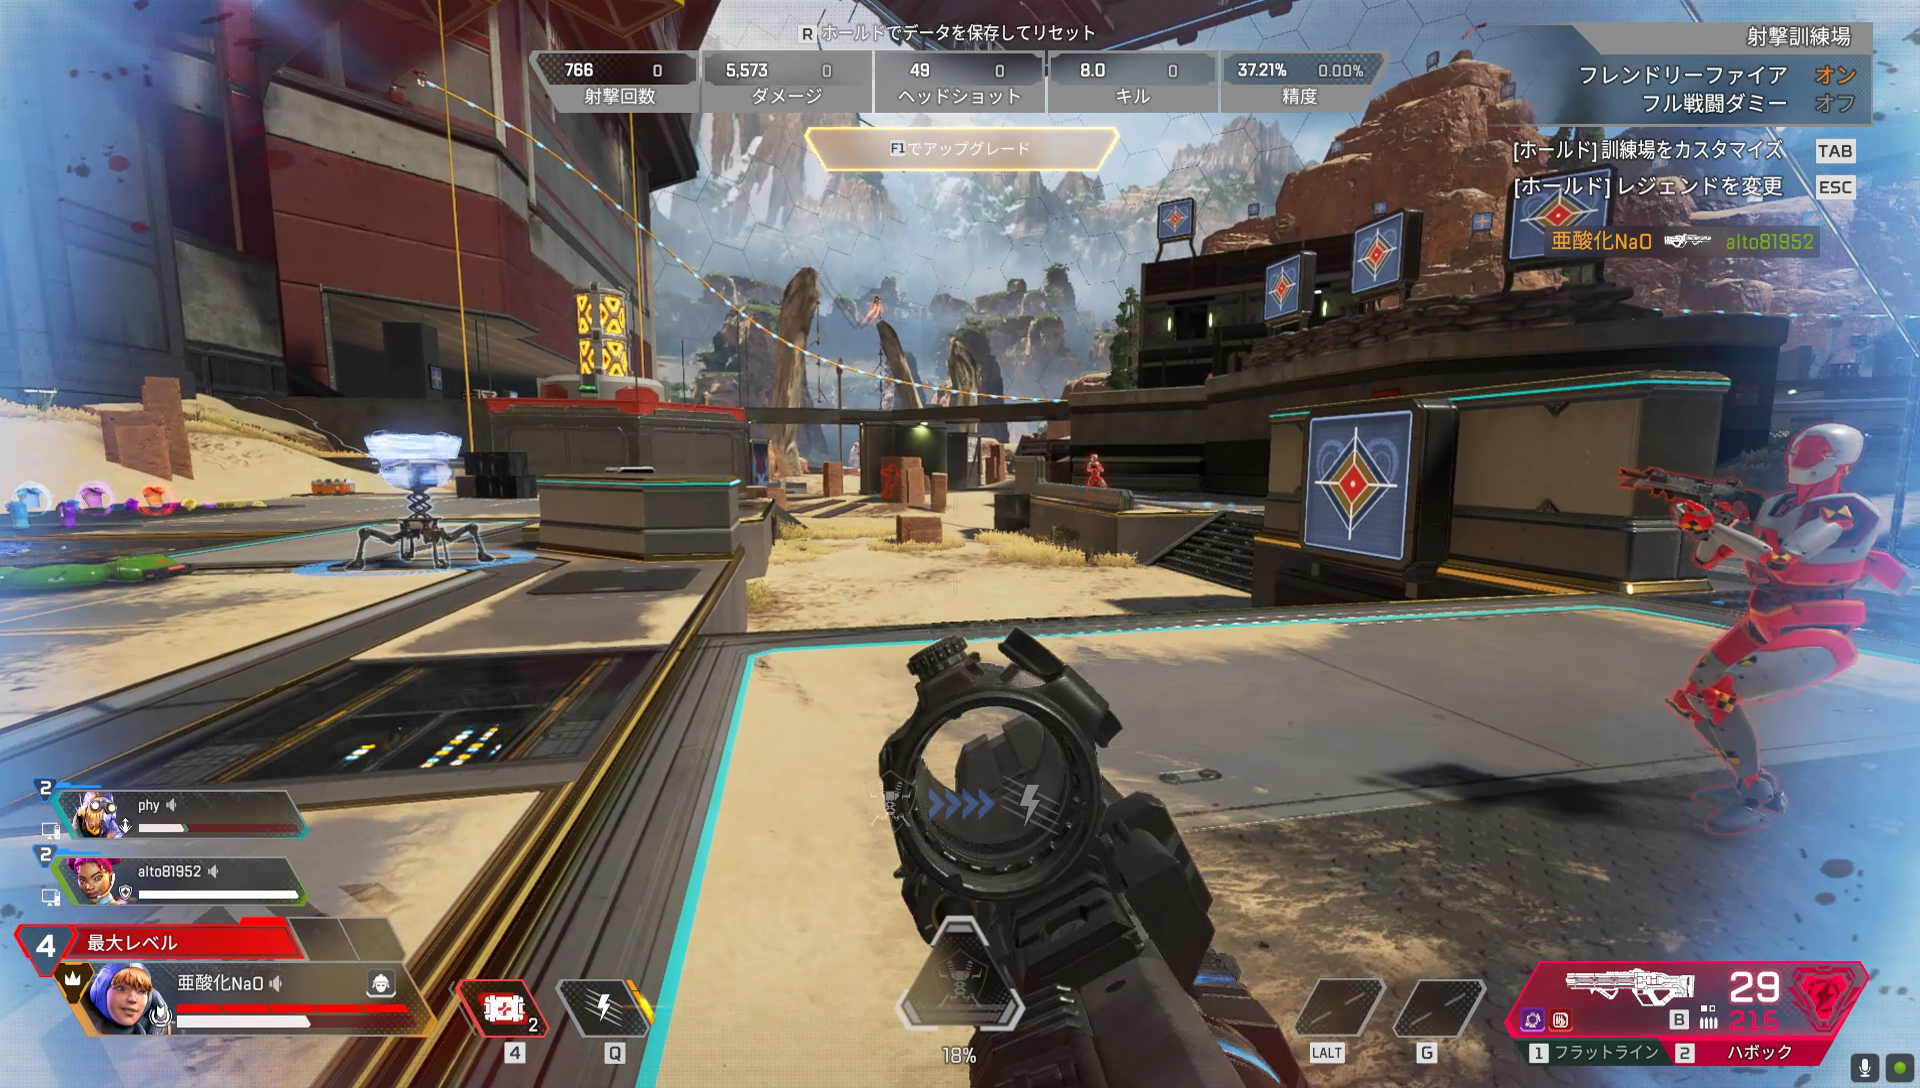 R ホールドでデータを保存してリセット
766 0
射撃回数
5,573 0
ダメージ
49 0
ヘッドショット
8.0 0
キル
37.21% 0.00%
精度
F1でアップグレード
射撃訓練場
フレンドリーファイア オン
フル戦闘ダミー オフ
[ホールド]訓練場をカスタマイズ TAB
[ホールド]レジェンドを変更 ESC
亜酸化NaO alto81952
2
phy
2
alto81952
4 最大レベル
亜酸化NaO
2
4
Q
18%
LALT
G
29
B 216
1 フラットライン
2 ハボック